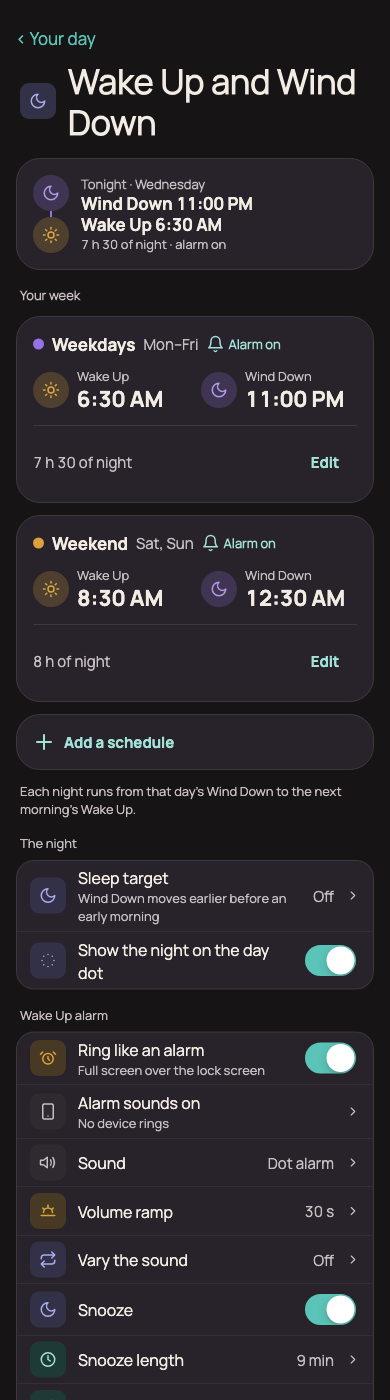 ‹ Your day
Wake Up and Wind
Down
Tonight · Wednesday
Wind Down 11:00 PM
Wake Up 6:30 AM
7 h 30 of night · alarm on
Your week
Weekdays Mon–Fri Alarm on
Wake Up Wind Down
6:30 AM 11:00 PM
7 h 30 of night Edit
Weekend Sat, Sun Alarm on
Wake Up Wind Down
8:30 AM 12:30 AM
8 h of night Edit
Add a schedule
Each night runs from that day's Wind Down to the next
morning's Wake Up.
The night
Sleep target
Wind Down moves earlier before an Off
early morning
Show the night on the day
dot
Wake Up alarm
Ring like an alarm
Full screen over the lock screen
Alarm sounds on
No device rings
Sound Dot alarm
Volume ramp 30 s
Vary the sound Off
Snooze
Snooze length 9 min